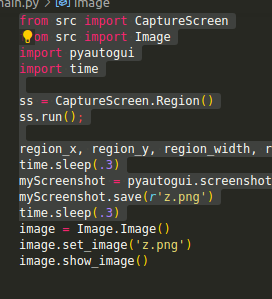 main.py > Image
from src import CaptureScreen
from src import Image
import pyautogui
import time
ss = CaptureScreen.Region()
ss.run();
region_x, region_y, region_width, r
time.sleep(.3)
myScreenshot = pyautogui.screenshot
myScreenshot.save(r'z.png')
time.sleep(.3)
image = Image.Image()
image.set_image('z.png')
image.show_image()